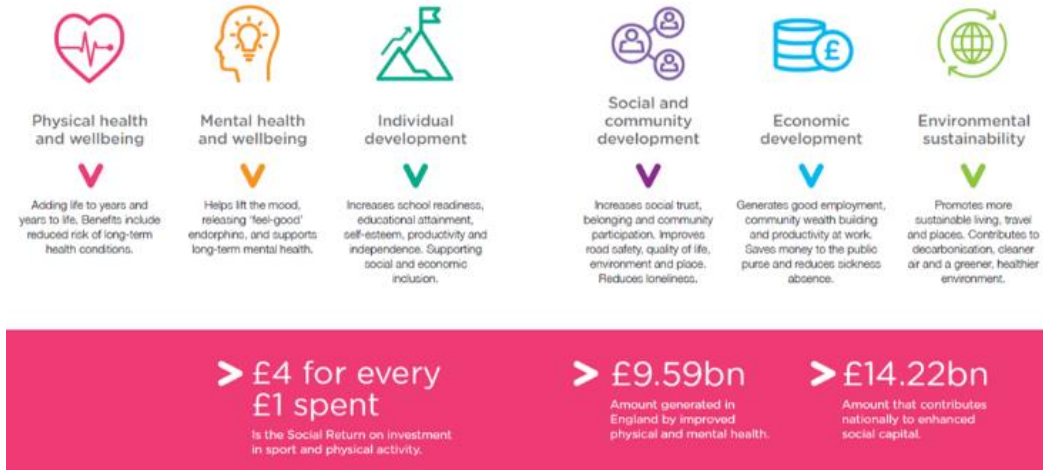 Physical health
and wellbeing
Adding life to years and
years to life. Benefits include
reduced risk of long-term
health conditions.
Mental health
and wellbeing
Helps lift the mood,
releasing 'feel-good'
endorphins, and supports
long-term mental health.
Individual
development
Increases school readiness,
educational attainment,
self-esteem, productivity and
independence. Supporting
social and economic
inclusion.
Social and
community
development
Increases social trust,
belonging and community
participation. Improves
road safety, quality of life,
environment and place.
Reduces loneliness.
£
Economic
development
Generates good employment,
community wealth building
and productivity at work.
Saves money to the public
purse and reduces sickness
absence.
Environmental
sustainability
Promotes more
sustainable living, travel
and places. Contributes to
decarbonisation, cleaner
air and a greener, healthier
environment.
> £4 for every
£1 spent
Is the Social Return on investment
in sport and physical activity.
> £9.59bn
Amount generated in
England by improved
physical and mental health.
> £14.22bn
Amount that contributes
nationally to enhanced
social capital.